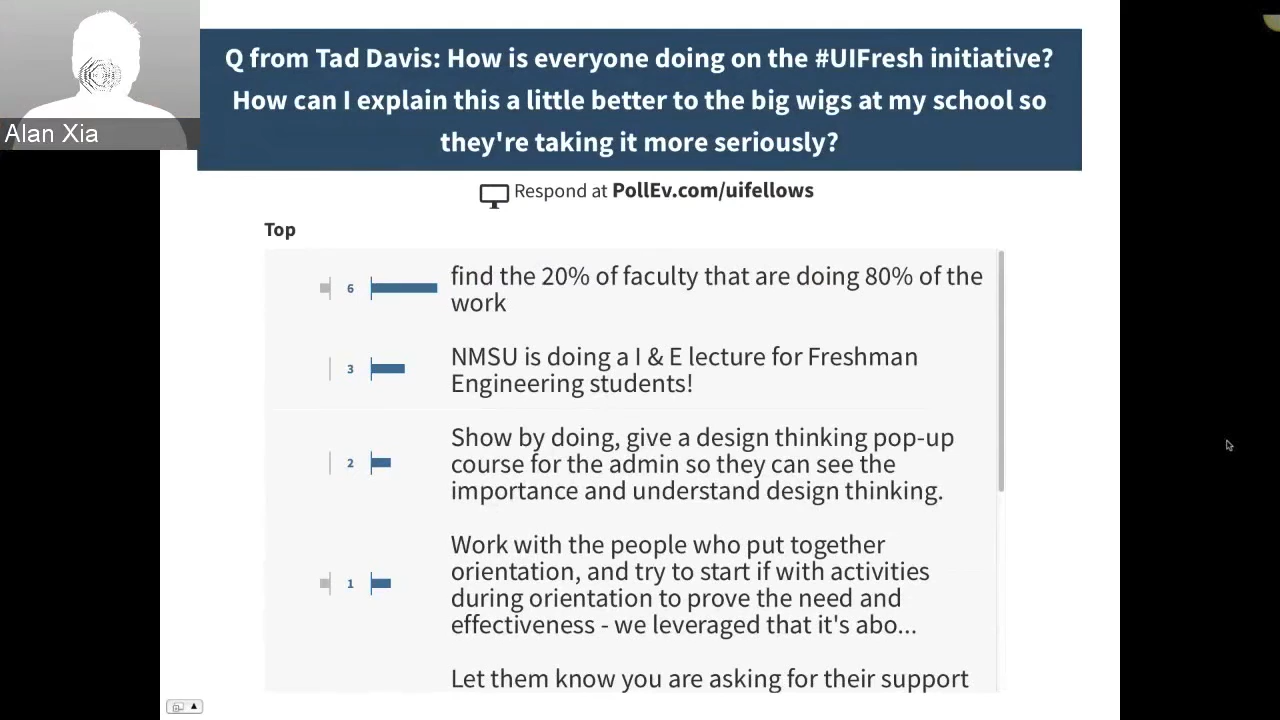 Q from Tad Davis: How is everyone doing on the #UIFresh initiative?
How can I explain this a little better to the big wigs at my school so
they're taking it more seriously?
Alan Xia
Respond at PollEv.com/uifellows
Top
6
find the 20% of faculty that are doing 80% of the
work
3
NMSU is doing a I & E lecture for Freshman
Engineering students!
2
Show by doing, give a design thinking pop-up
course for the admin so they can see the
importance and understand design thinking.
1
Work with the people who put together
orientation, and try to start if with activities
during orientation to prove the need and
effectiveness - we leveraged that it's abo...
Let them know you are asking for their support